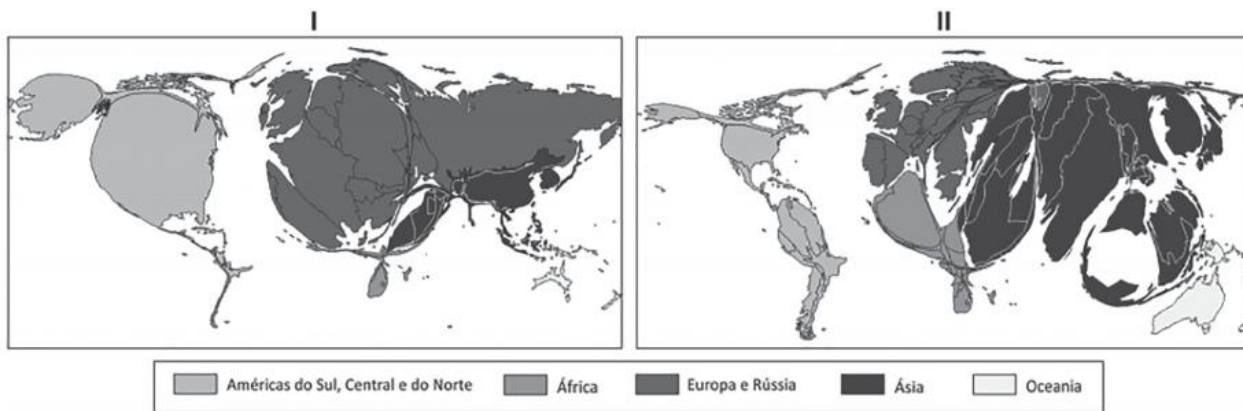 I
II
Américas do Sul, Central e do Norte
África
Europa e Rússia
Ásia
Oceania